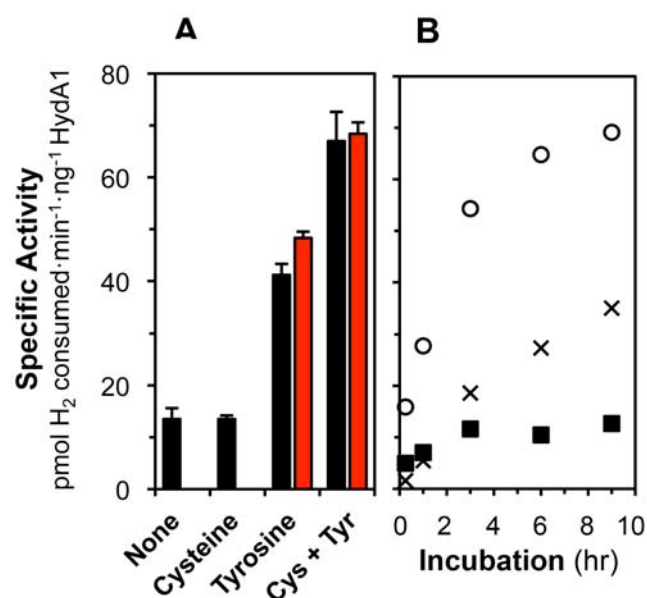 A
B
Specific Activity
pmol H₂ consumed·min⁻¹·ng⁻¹ HydA1
80
60
40
20
0
None
Cysteine
Tyrosine
Cys + Tyr
0 2 4 6 8 10
Incubation (hr)